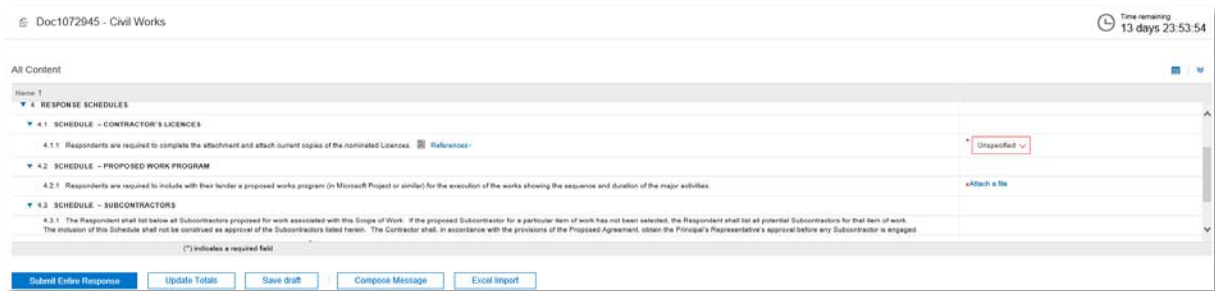 Doc1072945 - Civil Works
Time remaining
13 days 23:53:54
All Content
Name ↑
▼ 4 RESPONSE SCHEDULES
▼ 4.1 SCHEDULE – CONTRACTOR'S LICENCES
4.1.1 Respondents are required to complete the attachment and attach current copies of the nominated Licences. References
* Unspecified
▼ 4.2 SCHEDULE – PROPOSED WORK PROGRAM
4.2.1 Respondents are required to include with their tender a proposed works program (in Microsoft Project or similar) for the execution of the works showing the sequence and duration of the major activities.
*Attach a file
▼ 4.3 SCHEDULE – SUBCONTRACTORS
4.3.1 The Respondent shall list below all Subcontractors proposed for work associated with this Scope of Work. If the proposed Subcontractor for a particular item of work has not been selected, the Respondent shall list all potential Subcontractors for that item of work.
The inclusion of this Schedule shall not be construed as approval of the Subcontractors listed herein. The Contractor shall, in accordance with the provisions of the Proposed Agreement, obtain the Principal's Representative's approval before any Subcontractor is engaged.
(*) indicates a required field
Submit Entire Response
Update Totals
Save draft
Compose Message
Excel Import